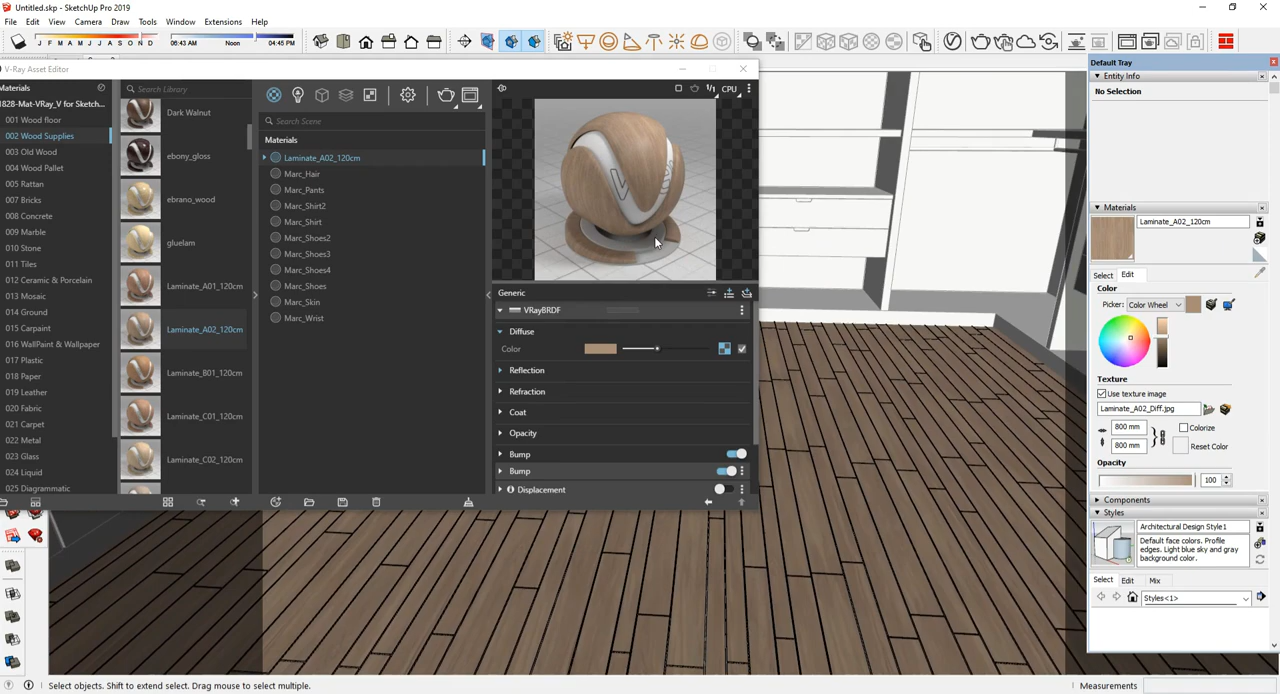 Untitled.skp - SketchUp Pro 2019
File Edit View Camera Draw Tools Window Extensions Help
J F M A M J J A S O N D
06:43 AM Noon 04:45 PM
V-Ray Asset Editor
Materials
1828-Mat-VRay_V for Sketch...
001 Wood floor
002 Wood Supplies
003 Old Wood
004 Wood Pallet
005 Rattan
007 Bricks
008 Concrete
009 Marble
010 Stone
011 Tiles
012 Ceramic & Porcelain
013 Mosaic
014 Ground
015 Carpaint
016 WallPaint & Wallpaper
017 Plastic
018 Paper
019 Leather
020 Fabric
021 Carpet
022 Metal
023 Glass
024 Liquid
025 Diagrammatic
Search Library
Dark Walnut
ebony_gloss
ebrano_wood
gluelam
Laminate_A01_120cm
Laminate_A02_120cm
Laminate_B01_120cm
Laminate_C01_120cm
Laminate_C02_120cm
Search Scene
Materials
Laminate_A02_120cm
Marc_Hair
Marc_Pants
Marc_Shirt2
Marc_Shirt
Marc_Shoes2
Marc_Shoes3
Marc_Shoes4
Marc_Shoes
Marc_Skin
Marc_Wrist
CPU
Generic
VRayBRDF
Diffuse
Color
Reflection
Refraction
Coat
Opacity
Bump
Bump
Displacement
Default Tray
Entity Info
No Selection
Materials
Laminate_A02_120cm
Select Edit
Color
Picker: Color Wheel
Texture
Use texture image
Laminate_A02_Diff.jpg
800 mm
Colorize
800 mm
Reset Color
Opacity
100
Components
Styles
Architectural Design Style1
Default face colors. Profile
edges. Light blue sky and gray
background color.
Select Edit Mix
Styles<1>
Select objects. Shift to extend select. Drag mouse to select multiple.
Measurements